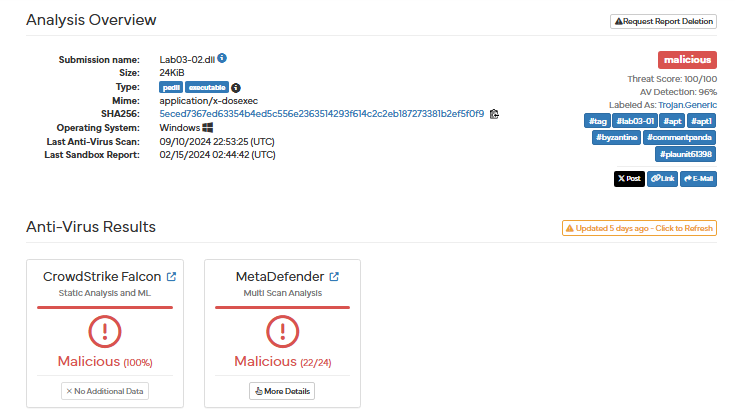 Analysis Overview
Request Report Deletion
Submission name: Lab03-02.dll
Size: 24KiB
Type: pedll executable
Mime: application/x-dosexec
SHA256: 5eced7367ed63354b4ed5c556e2363514293f614c2c2eb187273381b2ef5f0f9
Operating System: Windows
Last Anti-Virus Scan: 09/10/2024 22:53:25 (UTC)
Last Sandbox Report: 02/15/2024 02:44:42 (UTC)
malicious
Threat Score: 100/100
AV Detection: 96%
Labeled As: Trojan.Generic
#tag #lab03-01 #apt #apt1
#byzantine #commentpanda
#plaunit61398
X Post Link E-Mail
Anti-Virus Results
Updated 5 days ago - Click to Refresh
CrowdStrike Falcon
Static Analysis and ML
Malicious (100%)
No Additional Data
MetaDefender
Multi Scan Analysis
Malicious (22/24)
More Details